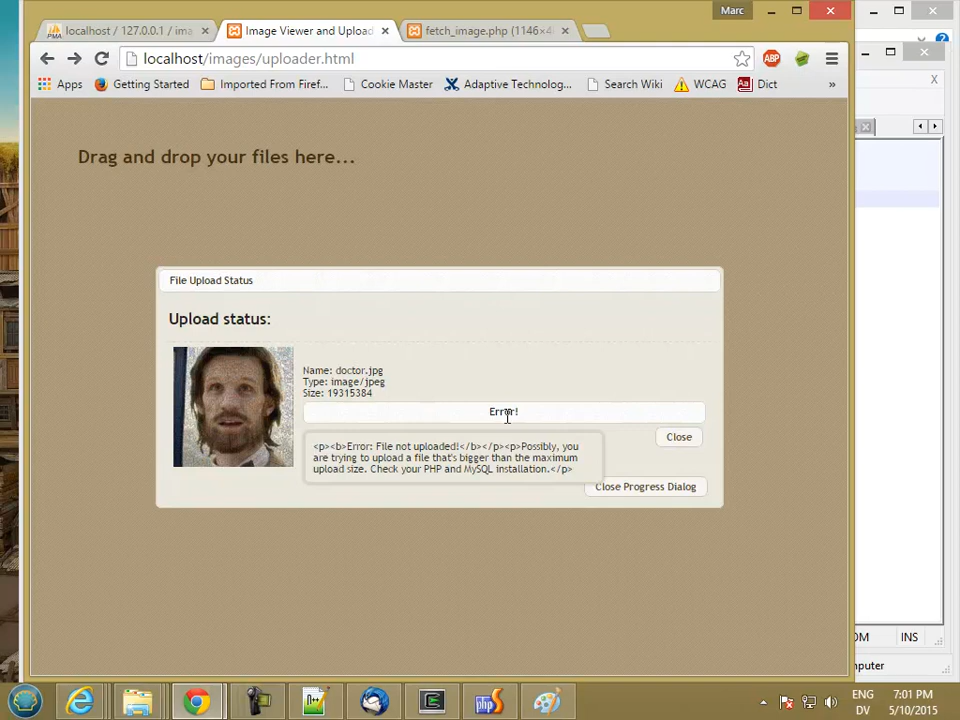 Marc
localhost / 127.0.0.1 / ima
Image Viewer and Upload
fetch_image.php (1146×4
localhost/images/uploader.html
ABP
Apps
Getting Started
Imported From Firef...
Cookie Master
Adaptive Technolog...
Search Wiki
WCAG
Dict
»
Drag and drop your files here...
File Upload Status
Upload status:
Name: doctor.jpg
Type: image/jpeg
Size: 19315384
Error!
<p><b>Error: File not uploaded!</b></p><p>Possibly, you
are trying to upload a file that's bigger than the maximum
upload size. Check your PHP and MySQL installation.</p>
Close
Close Progress Dialog
INS
ENG
DV
7:01 PM
5/10/2015